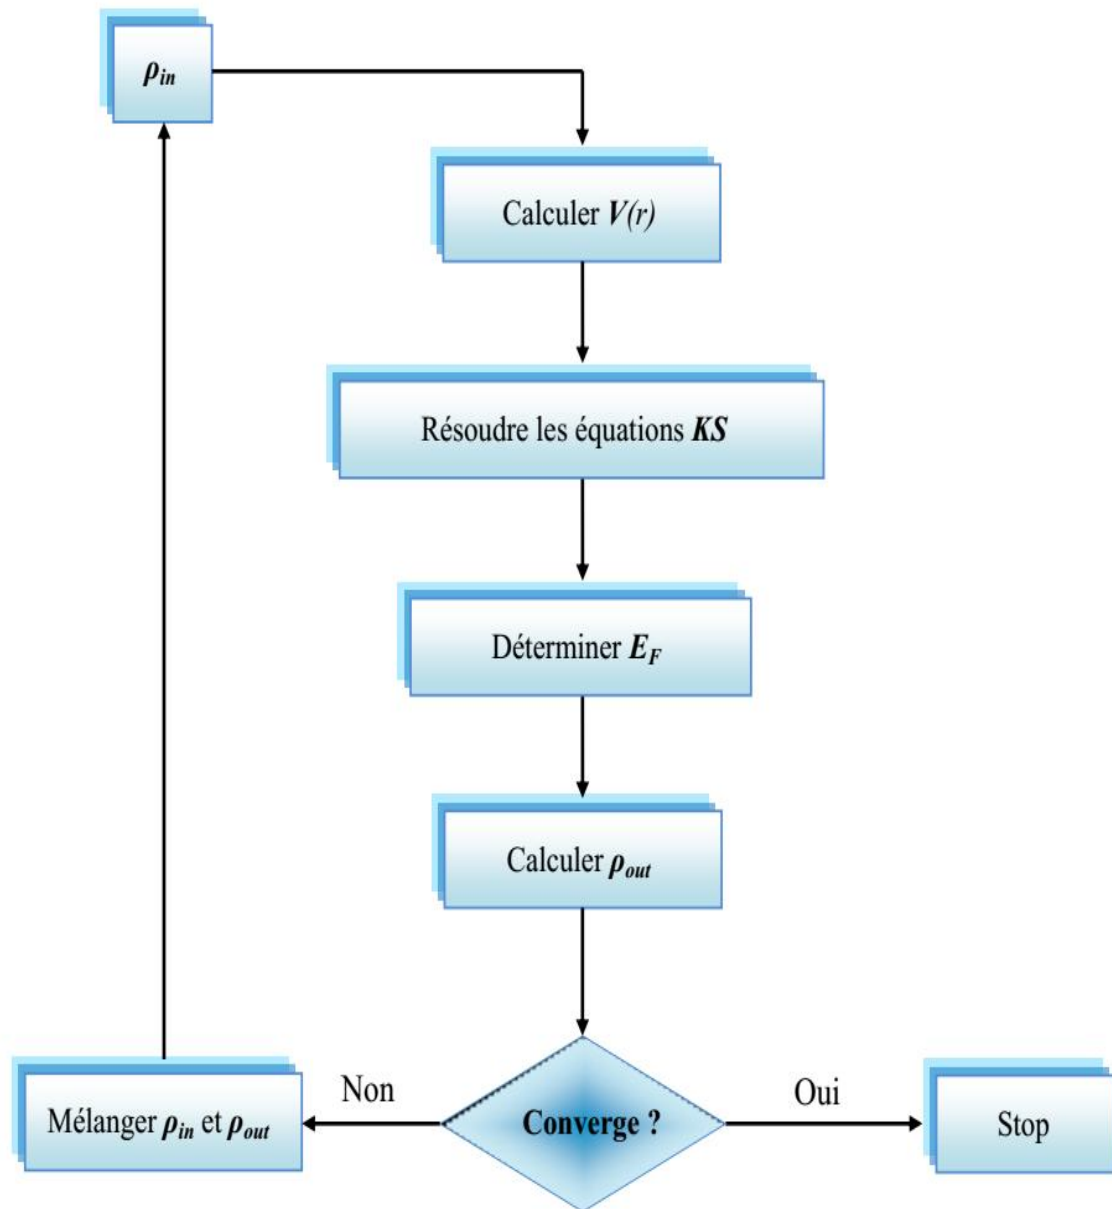 ρin
Calculer V(r)
Résoudre les équations KS
Déterminer EF
Calculer ρout
Converge ?
Non
Mélanger ρin et ρout
Oui
Stop